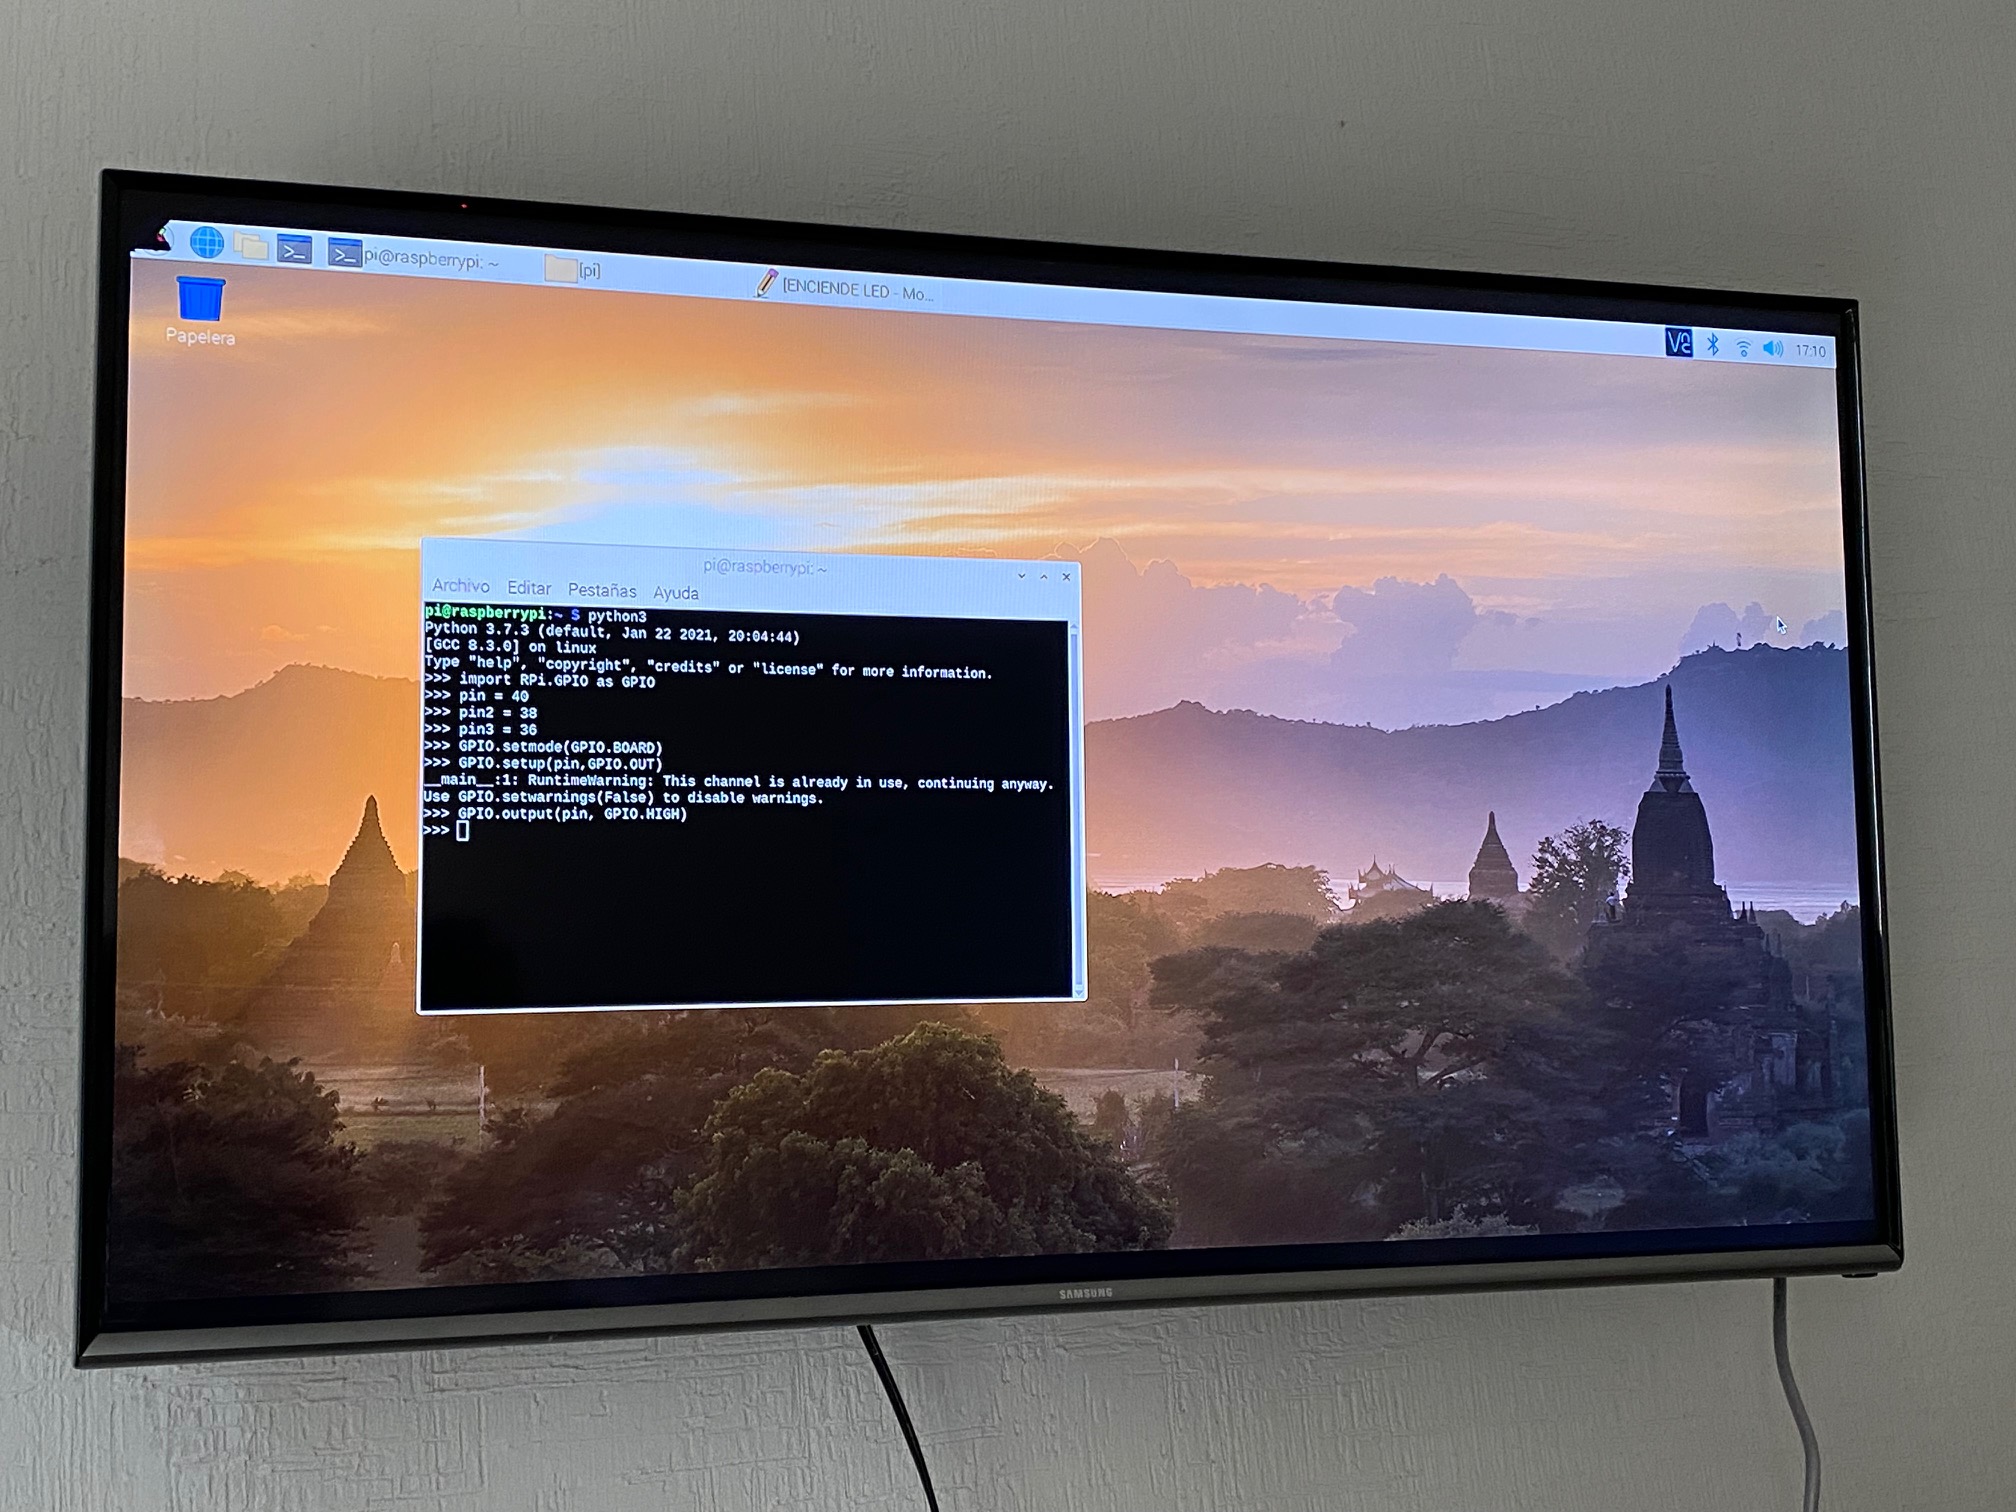 pi@raspberrypi: ~
[pi]
[ENCIENDE LED - Mo...
VNC
17:10
Papelera
pi@raspberrypi: ~
Archivo Editar Pestañas Ayuda
pi@raspberrypi:~ $ python3
Python 3.7.3 (default, Jan 22 2021, 20:04:44)
[GCC 8.3.0] on linux
Type "help", "copyright", "credits" or "license" for more information.
>>> import RPi.GPIO as GPIO
>>> pin = 40
>>> pin2 = 38
>>> pin3 = 36
>>> GPIO.setmode(GPIO.BOARD)
>>> GPIO.setup(pin,GPIO.OUT)
__main__:1: RuntimeWarning: This channel is already in use, continuing anyway.
Use GPIO.setwarnings(False) to disable warnings.
>>> GPIO.output(pin, GPIO.HIGH)
>>>
SAMSUNG